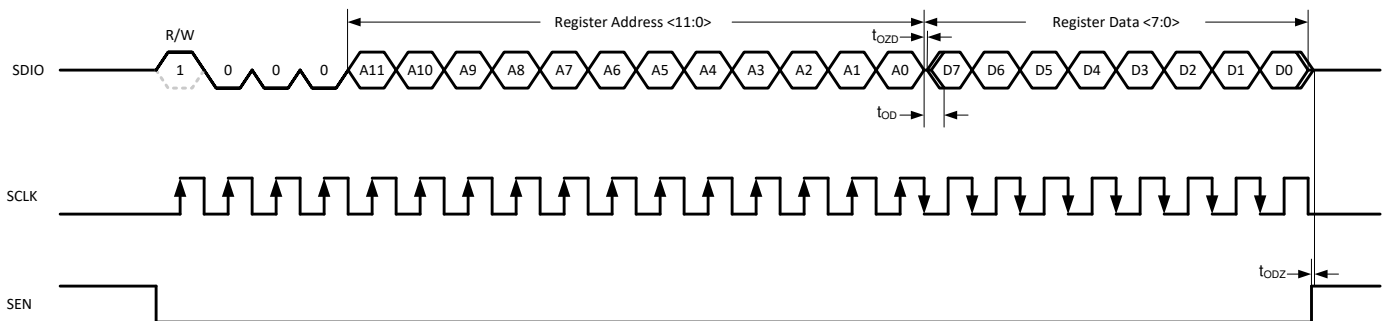 Register Address <11:0> Register Data <7:0>
R/W tOZD
SDIO 1 0 0 0 A11 A10 A9 A8 A7 A6 A5 A4 A3 A2 A1 A0 D7 D6 D5 D4 D3 D2 D1 D0
tOD
SCLK
tODZ
SEN